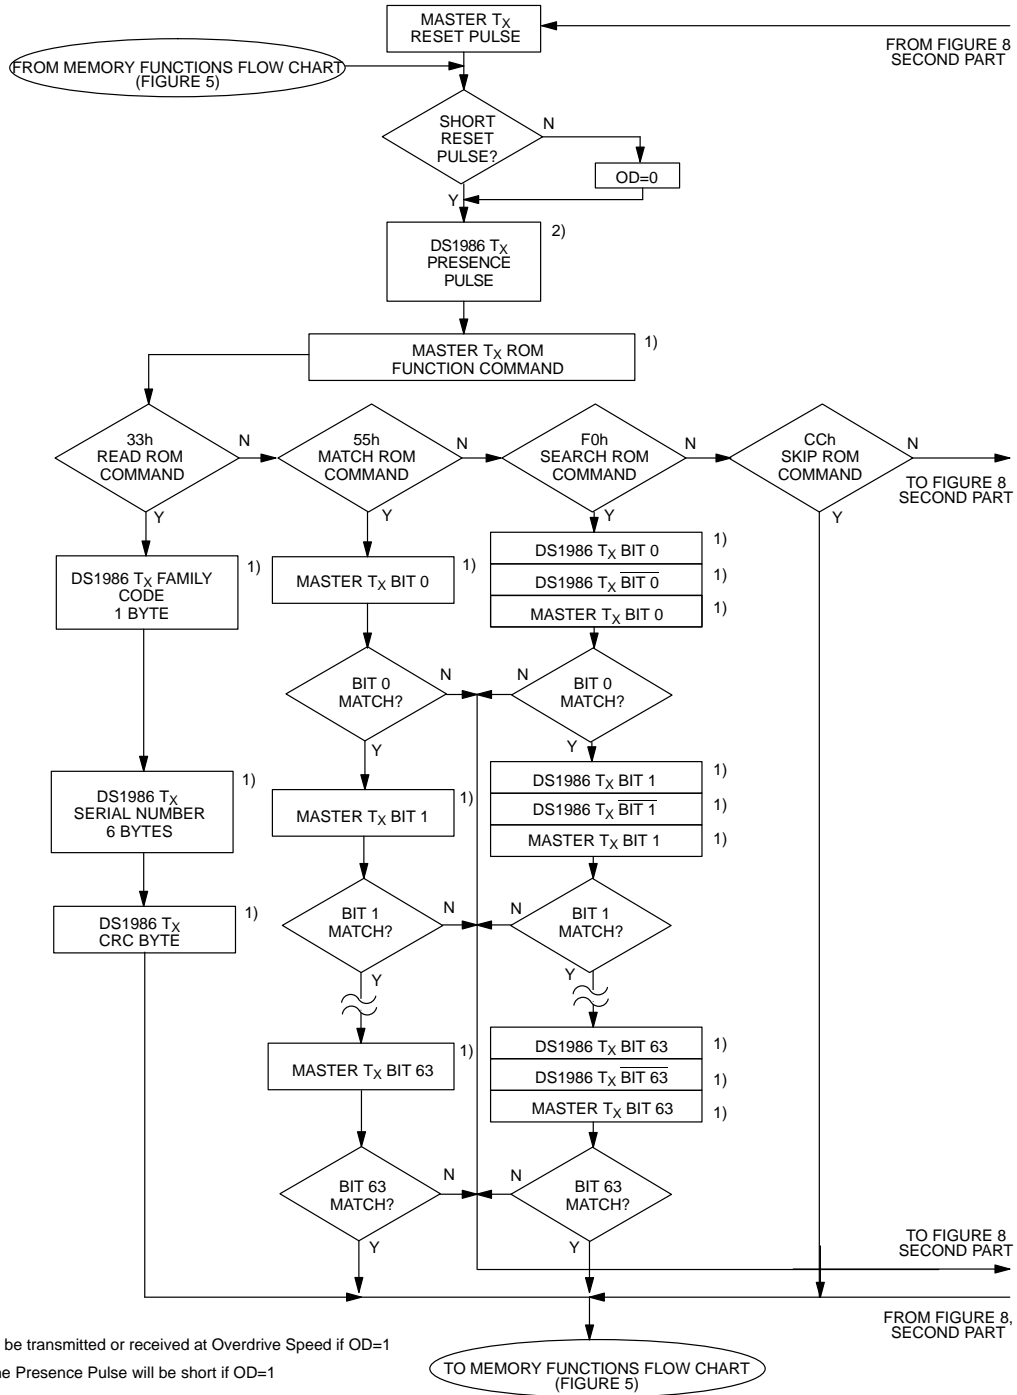 MASTER TX
RESET PULSE
FROM FIGURE 8
SECOND PART
FROM MEMORY FUNCTIONS FLOW CHART
(FIGURE 5)
SHORT
RESET
PULSE?
N
OD=0
Y
DS1986 TX
PRESENCE
PULSE
2)
MASTER TX ROM
FUNCTION COMMAND
1)
33h
READ ROM
COMMAND
N
Y
55h
MATCH ROM
COMMAND
N
Y
F0h
SEARCH ROM
COMMAND
N
Y
CCh
SKIP ROM
COMMAND
N
Y
TO FIGURE 8
SECOND PART
DS1986 TX FAMILY
CODE
1 BYTE
1)
MASTER TX BIT 0
1)
DS1986 TX BIT 0
1)
DS1986 TX BIT 0
1)
MASTER TX BIT 0
1)
BIT 0
MATCH?
N
Y
N
BIT 0
MATCH?
Y
DS1986 TX
SERIAL NUMBER
6 BYTES
1)
MASTER TX BIT 1
1)
DS1986 TX BIT 1
1)
DS1986 TX BIT 1
1)
MASTER TX BIT 1
1)
DS1986 TX
CRC BYTE
1)
BIT 1
MATCH?
N
Y
N
BIT 1
MATCH?
Y
MASTER TX BIT 63
1)
DS1986 TX BIT 63
1)
DS1986 TX BIT 63
1)
MASTER TX BIT 63
1)
BIT 63
MATCH?
N
Y
N
BIT 63
MATCH?
Y
TO FIGURE 8
SECOND PART
FROM FIGURE 8,
SECOND PART
be transmitted or received at Overdrive Speed if OD=1
Presence Pulse will be short if OD=1
TO MEMORY FUNCTIONS FLOW CHART
(FIGURE 5)